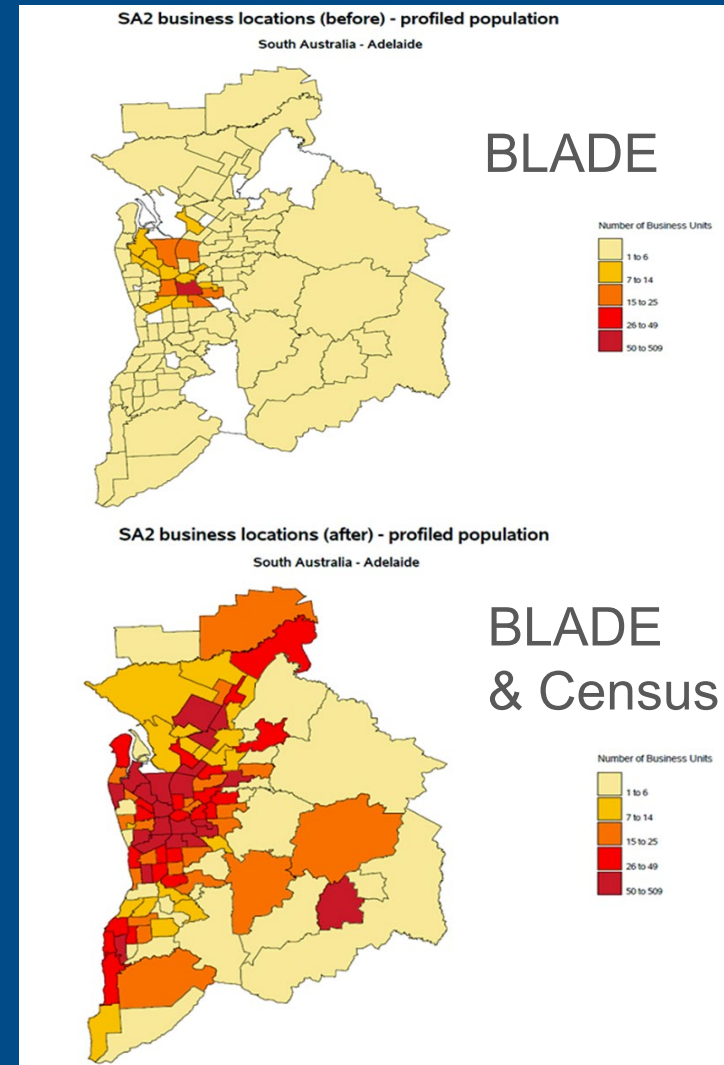 SA2 business locations (before) - profiled population
South Australia - Adelaide
BLADE
Number of Business Units
1 to 6
7 to 14
15 to 25
26 to 49
50 to 509
SA2 business locations (after) - profiled population
South Australia - Adelaide
BLADE
& Census
Number of Business Units
1 to 6
7 to 14
15 to 25
26 to 49
50 to 509